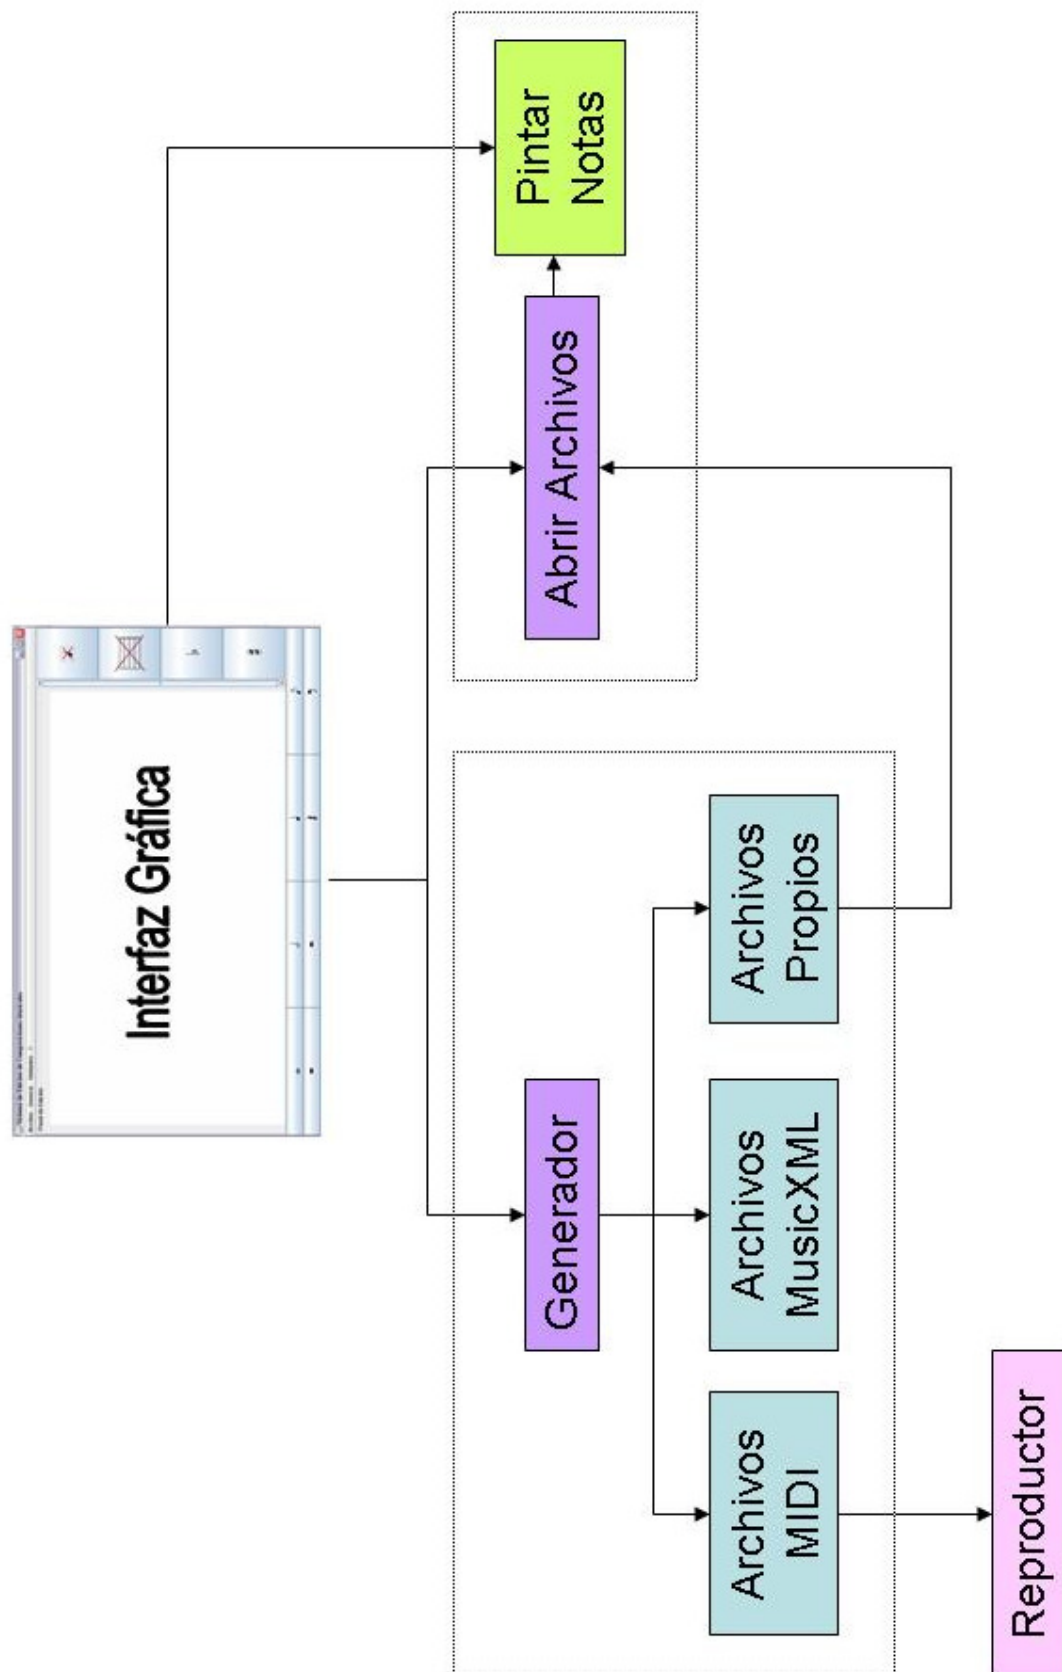 Interfaz Gráfica
Pintar
Notas
Abrir Archivos
Generador
Archivos
Propios
Archivos
MusicXML
Archivos
MIDI
Reproductor